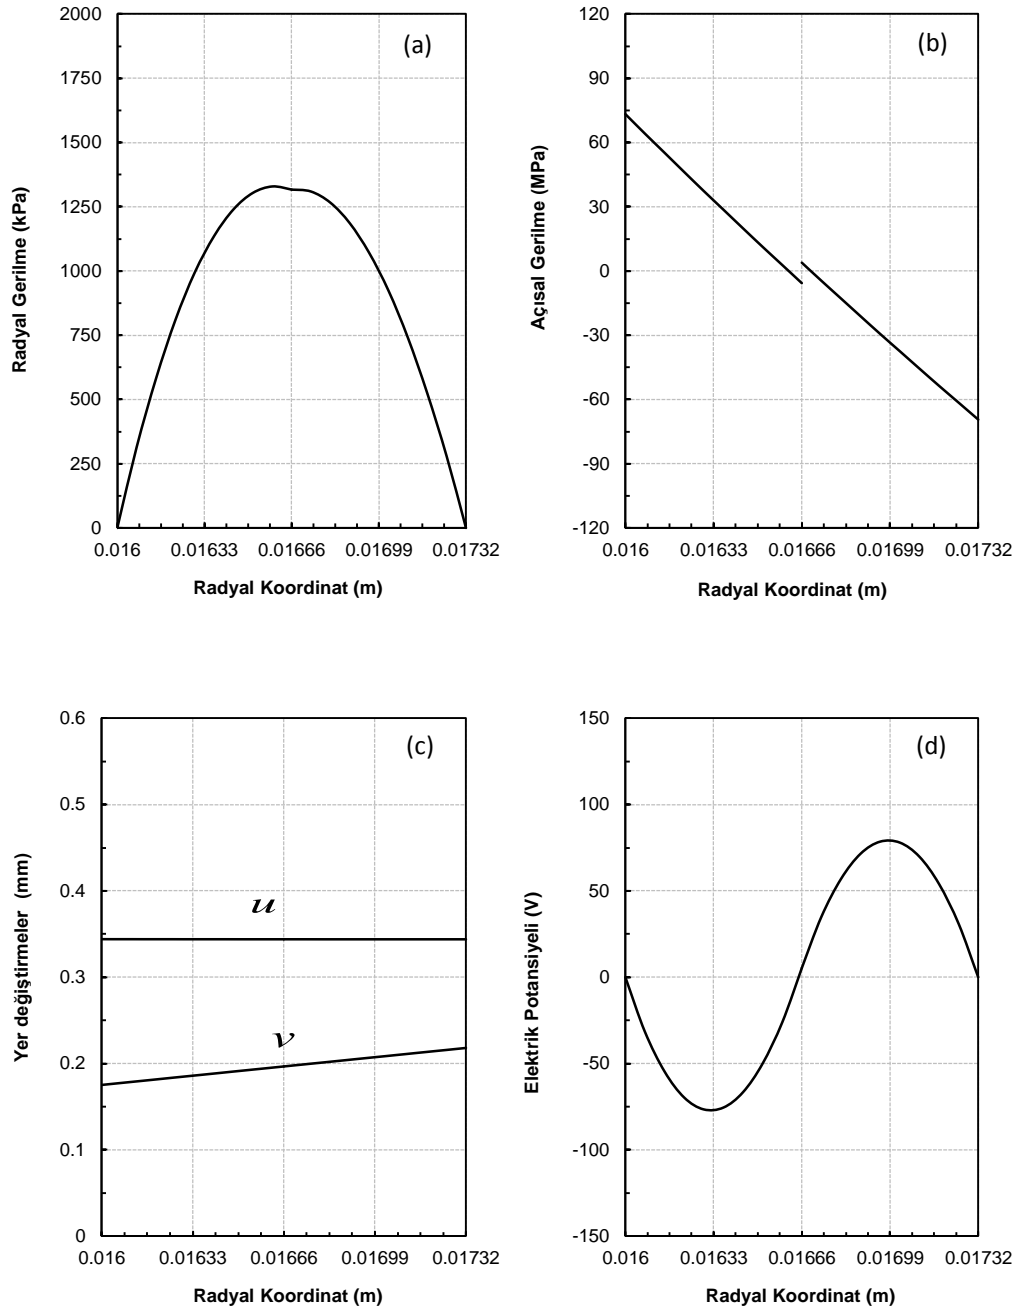 (a)
2000
1750
1500
1250
1000
750
500
250
0
Radyal Gerilme (kPa)
0.016 0.01633 0.01666 0.01699 0.01732
Radyal Koordinat (m)
(b)
120
90
60
30
0
-30
-60
-90
-120
Açısal Gerilme (MPa)
0.016 0.01633 0.01666 0.01699 0.01732
Radyal Koordinat (m)
(c)
0.6
0.5
0.4
0.3
0.2
0.1
0
Yer değiştirmeler (mm)
u
v
0.016 0.01633 0.01666 0.01699 0.01732
Radyal Koordinat (m)
(d)
150
100
50
0
-50
-100
-150
Elektrik Potansiyeli (V)
0.016 0.01633 0.01666 0.01699 0.01732
Radyal Koordinat (m)